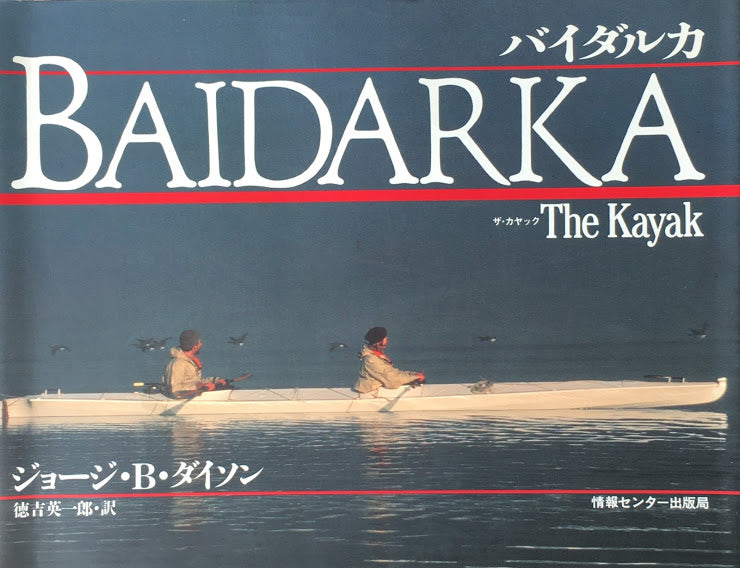 バイダルカ
BAIDARKA
ザ・カヤック The Kayak
ジョージ・B・ダイソン
徳吉英一郎・訳
情報センター出版局